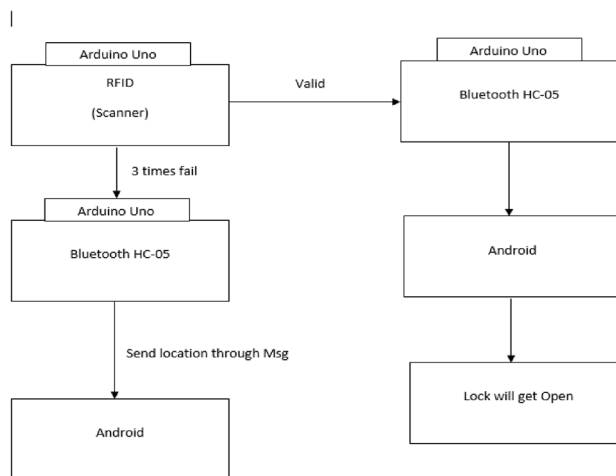 Arduino Uno
RFID
(Scanner)
Valid
Arduino Uno
Bluetooth HC-05
3 times fail
Arduino Uno
Bluetooth HC-05
Android
Send location through Msg
Lock will get Open
Android